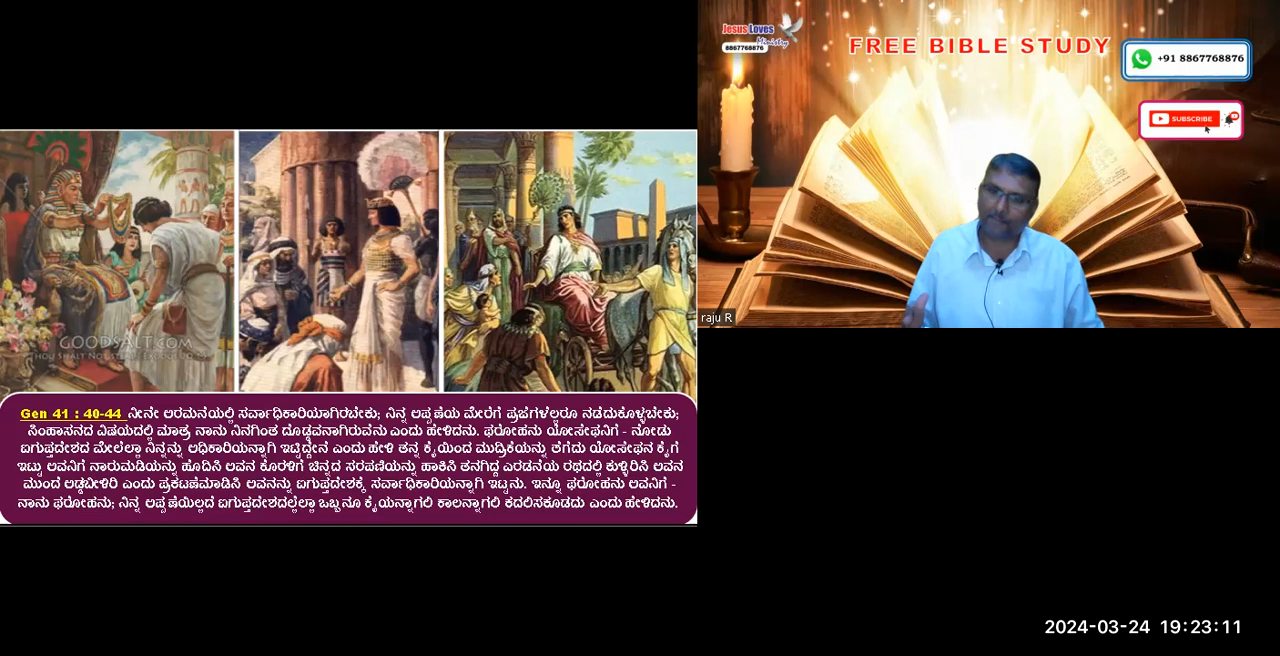 GOODSALT.COM
Gen 41 : 40-44 ನೀನೇ ಅರಮನೆಯಲ್ಲಿ ಸರ್ವಾಧಿಕಾರಿಯಾಗಿರಬೇಕು; ನಿನ್ನ ಅಪ್ಪಣೆಯ ಮೇರೆಗೆ ಪ್ರಜೆಗಳೆಲ್ಲರೂ ನಡೆದುಕೊಳ್ಳಬೇಕು;
ಸಿಂಹಾಸನದ ವಿಷಯದಲ್ಲಿ ಮಾತ್ರ ನಾನು ನಿನಗಿಂತ ದೊಡ್ಡವನಾಗಿರುವೆನು ಎಂದು ಹೇಳಿದನು. ಫರೋಹನು ಯೋಸೇಫನಿಗೆ - ನೋಡು
ಐಗುಪ್ತದೇಶದ ಮೇಲೆಲ್ಲಾ ನಿನ್ನನ್ನು ಅಧಿಕಾರಿಯನ್ನಾಗಿ ಇಟ್ಟಿದ್ದೇನೆ ಎಂದು ಹೇಳಿ ತನ್ನ ಕೈಯಿಂದ ಮುದ್ರಿಕೆಯನ್ನು ತೆಗೆದು ಯೋಸೇಫನ ಕೈಗೆ
ಇಟ್ಟು ಅವನಿಗೆ ನಾರುಮಡಿಯನ್ನು ಹೊದಿಸಿ ಅವನ ಕೊರಳಿಗೆ ಚಿನ್ನದ ಸರಪಣಿಯನ್ನು ಹಾಕಿಸಿ ತನಗಿದ್ದ ಎರಡನೆಯ ರಥದಲ್ಲಿ ಕುಳ್ಳಿರಿಸಿ ಅವನ
ಮುಂದೆ ಅಡ್ಡಬೀಳಿರಿ ಎಂದು ಪ್ರಕಟಣೆಮಾಡಿಸಿ ಅವನನ್ನು ಐಗುಪ್ತದೇಶಕ್ಕೆ ಸರ್ವಾಧಿಕಾರಿಯನ್ನಾಗಿ ಇಟ್ಟನು. ಇನ್ನೂ ಫರೋಹನು ಅವನಿಗೆ -
ನಾನು ಫರೋಹನು; ನಿನ್ನ ಅಪ್ಪಣೆಯಿಲ್ಲದೆ ಐಗುಪ್ತದೇಶದಲ್ಲೆಲ್ಲಾ ಒಬ್ಬನೂ ಕೈಯನ್ನಾಗಲಿ ಕಾಲನ್ನಾಗಲಿ ಕದಲಿಸಕೂಡದು ಎಂದು ಹೇಳಿದನು.
Jesus Loves
Ministry
8867768876
FREE BIBLE STUDY
+91 8867768876
SUBSCRIBE
raju R
2024-03-24 19:23:11